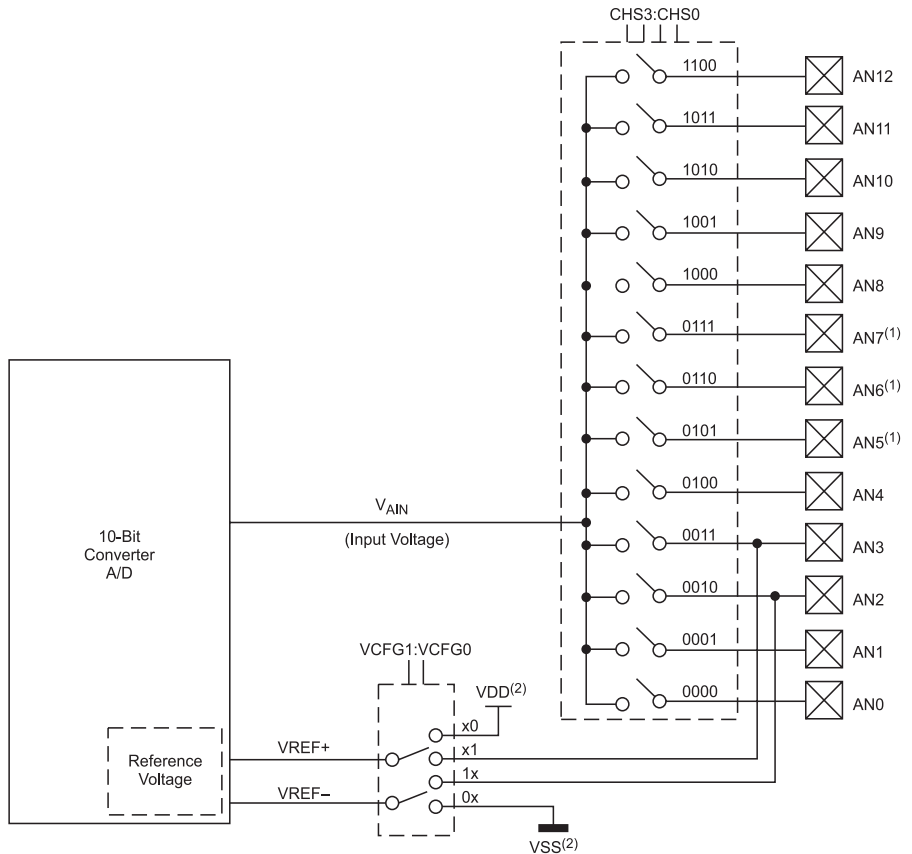 CHS3:CHS0
1100 AN12
1011 AN11
1010 AN10
1001 AN9
1000 AN8
0111 AN7(1)
0110 AN6(1)
0101 AN5(1)
0100 AN4
0011 AN3
0010 AN2
0001 AN1
0000 AN0
VAIN
(Input Voltage)
10-Bit
Converter
A/D
VCFG1:VCFG0
VDD(2)
x0
VREF+
x1
1x
VREF–
0x
VSS(2)
Reference
Voltage